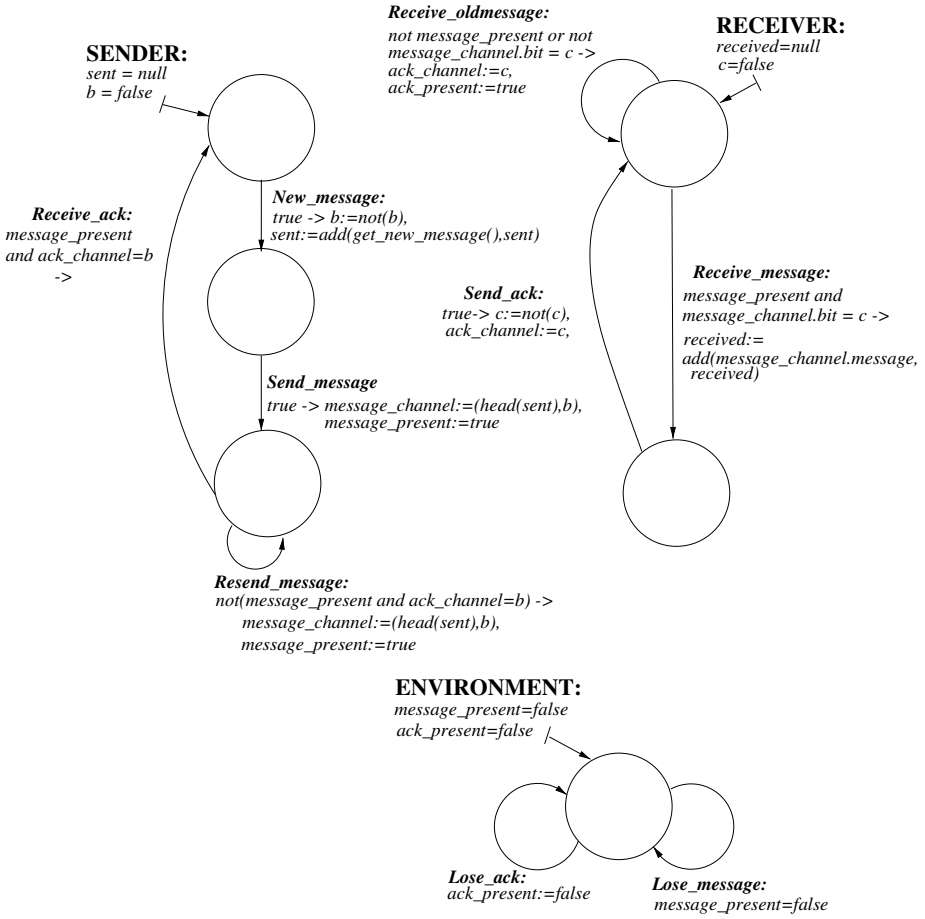 SENDER:
sent = null
b = false
New_message:
true -> b:=not(b),
sent:=add(get_new_message(),sent)
Receive_ack:
message_present
and ack_channel=b
->
Send_message
true -> message_channel:=(head(sent),b),
message_present:=true
Resend_message:
not(message_present and ack_channel=b) ->
message_channel:=(head(sent),b),
message_present:=true
Receive_oldmessage:
not message_present or not
message_channel.bit = c ->
ack_channel:=c,
ack_present:=true
RECEIVER:
received=null
c=false
Send_ack:
true-> c:=not(c),
ack_channel:=c,
Receive_message:
message_present and
message_channel.bit = c ->
received:=
add(message_channel.message,
received)
ENVIRONMENT:
message_present=false
ack_present=false
Lose_ack:
ack_present:=false
Lose_message:
message_present=false